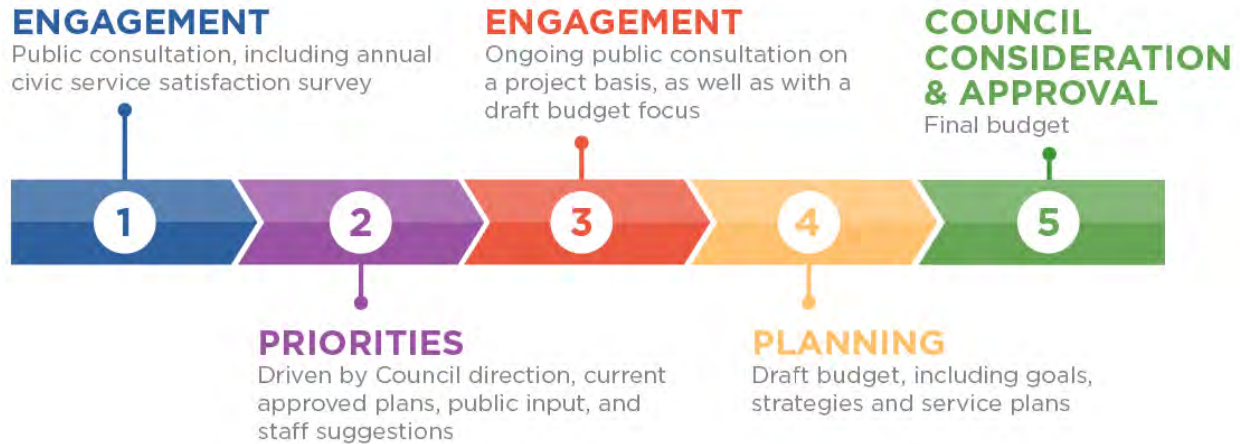 ENGAGEMENT
Public consultation, including annual
civic service satisfaction survey
ENGAGEMENT
Ongoing public consultation on
a project basis, as well as with a
draft budget focus
COUNCIL
CONSIDERATION
& APPROVAL
Final budget
1
2
3
4
5
PRIORITIES
Driven by Council direction, current
approved plans, public input, and
staff suggestions
PLANNING
Draft budget, including goals,
strategies and service plans